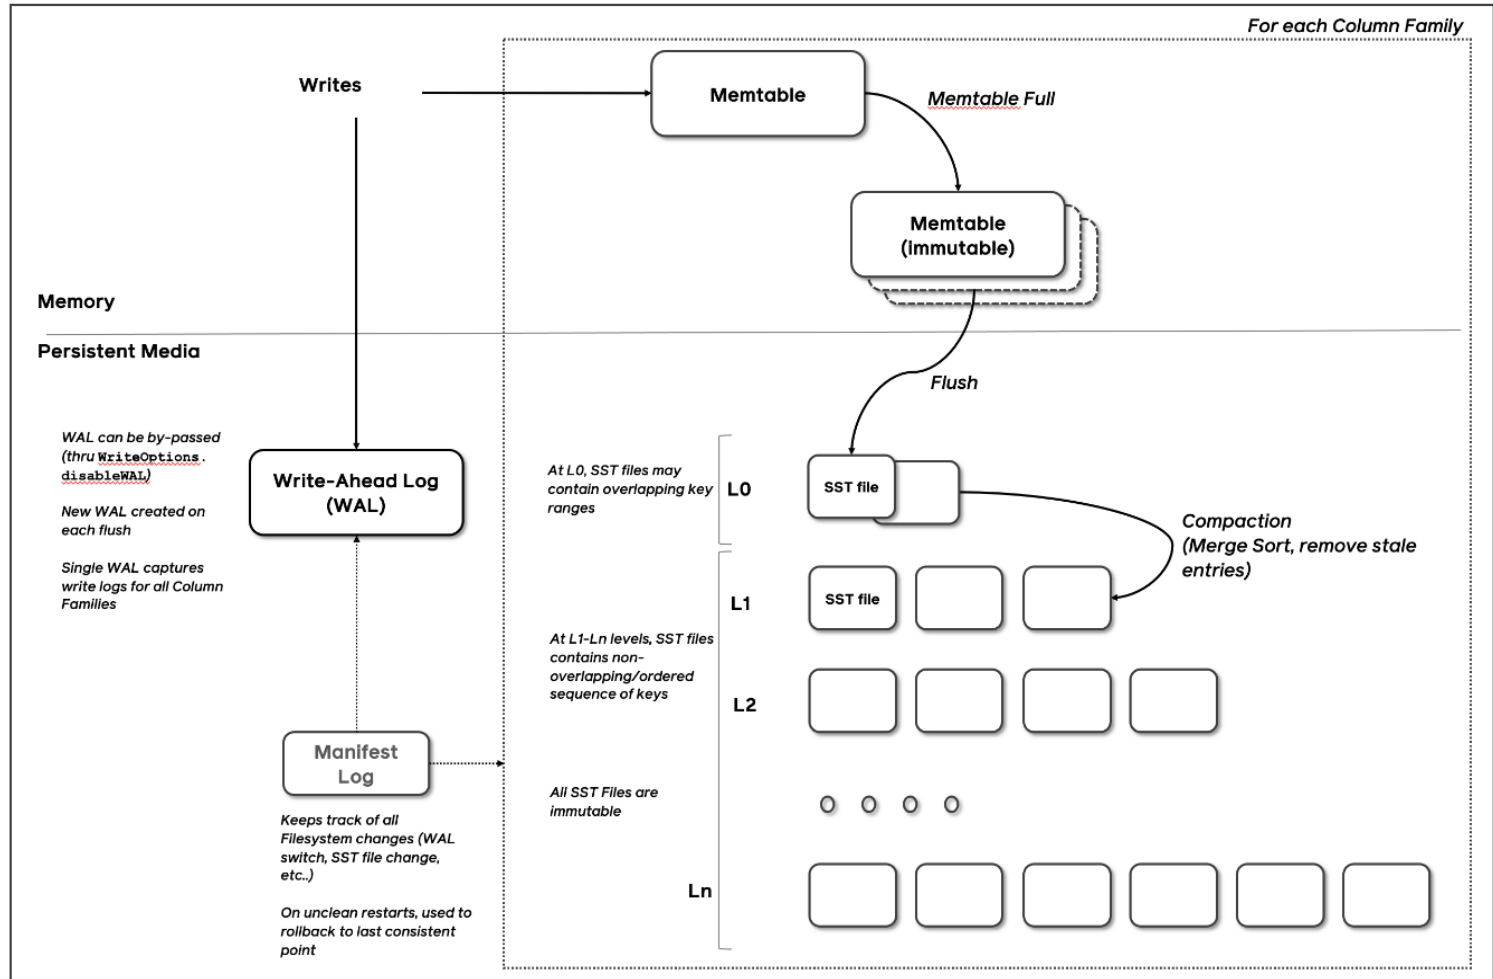 For each Column Family
Writes
Memtable
Memtable Full
Memtable
(immutable)
Memory
Persistent Media
Flush
WAL can be by-passed
(thru WriteOptions.
disableWAL)
New WAL created on
each flush
Single WAL captures
write logs for all Column
Families
Write-Ahead Log
(WAL)
At L0, SST files may
contain overlapping key
ranges
L0
SST file
Compaction
(Merge Sort, remove stale
entries)
L1
SST file
At L1-Ln levels, SST files
contains non-
overlapping/ordered
sequence of keys
L2
Manifest
Log
All SST Files are
immutable
Keeps track of all
Filesystem changes (WAL
switch, SST file change,
etc..)
Ln
On unclean restarts, used to
rollback to last consistent
point